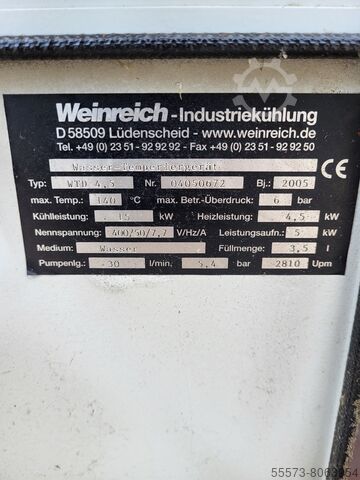 Weinreich-Industriekühlung
D 58509 Lüdenscheid - www.weinreich.de
Tel. +49 (0) 23 51 - 92 92 92 - Fax +49 (0) 23 51 - 92 92 50
Wasser-Temperiergerät
Typ: WTD 4,5 Nr. 04050672 Bj.: 2005
max. Temp.: 140 °C max. Betr.-Überdruck: 6 bar
Kühlleistung: 15 kW Heizleistung: 4,5 kW
Nennspannung: 400/50/7,7 V/Hz/A Leistungsaufn.: 5 kW
Medium: Wasser Füllmenge: 3,5 l
Pumpenlg.: 30 l/min. 5,4 bar 2810 Upm
CE